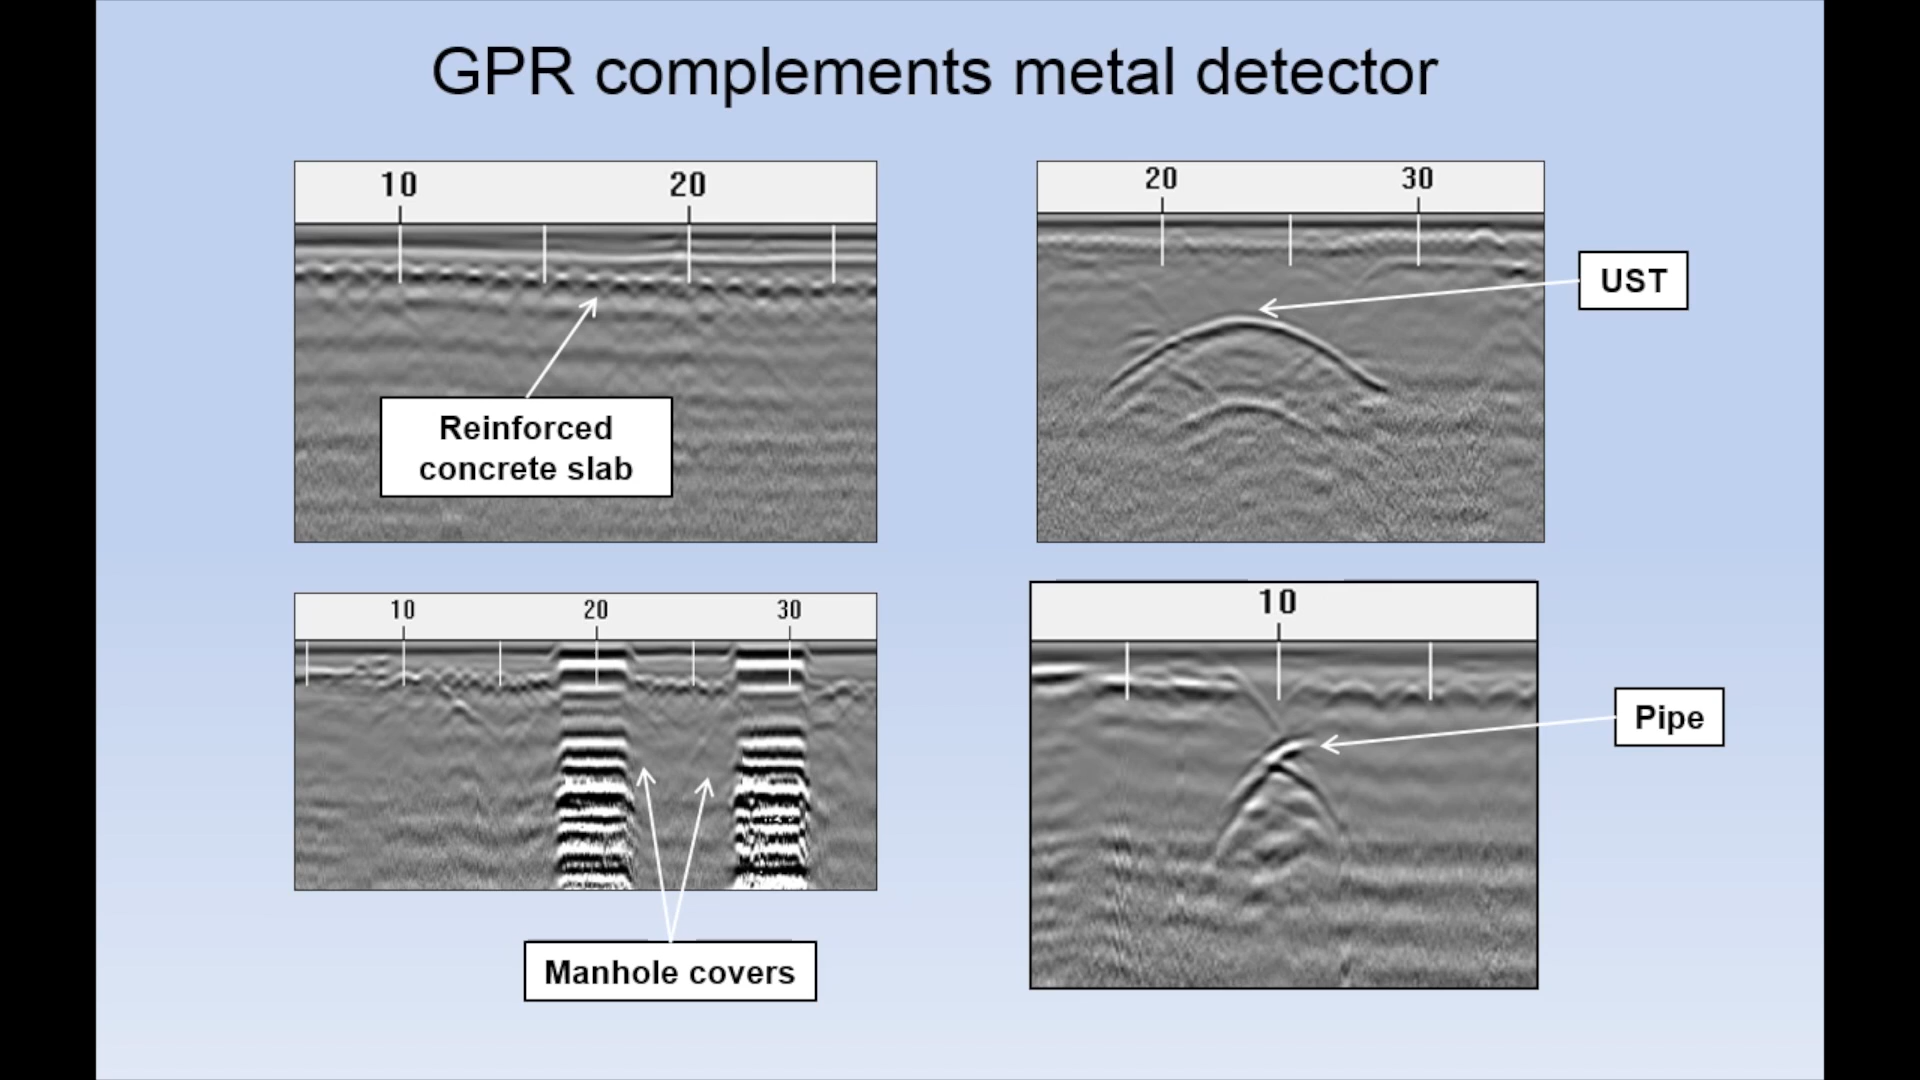 GPR complements metal detector
10 20
Reinforced
concrete slab
20 30
UST
10 20 30
Manhole covers
10
Pipe